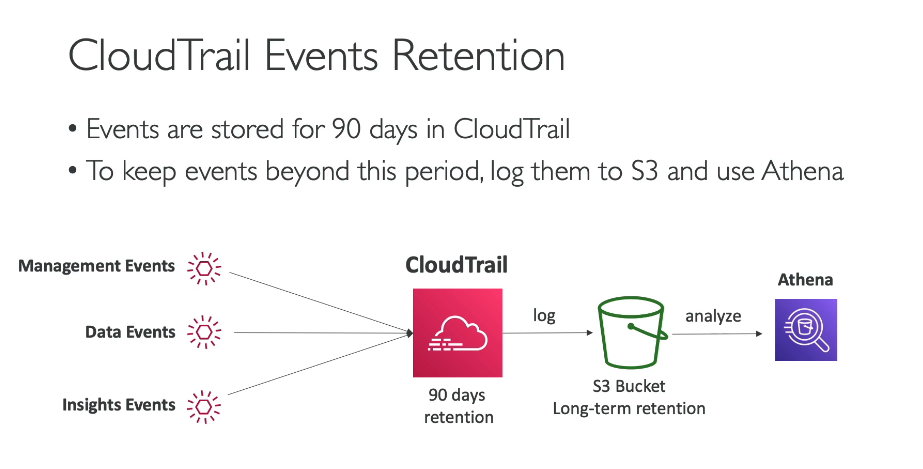 CloudTrail Events Retention
• Events are stored for 90 days in CloudTrail
• To keep events beyond this period, log them to S3 and use Athena
Management Events
Data Events
Insights Events
CloudTrail
90 days
retention
log
S3 Bucket
Long-term retention
analyze
Athena